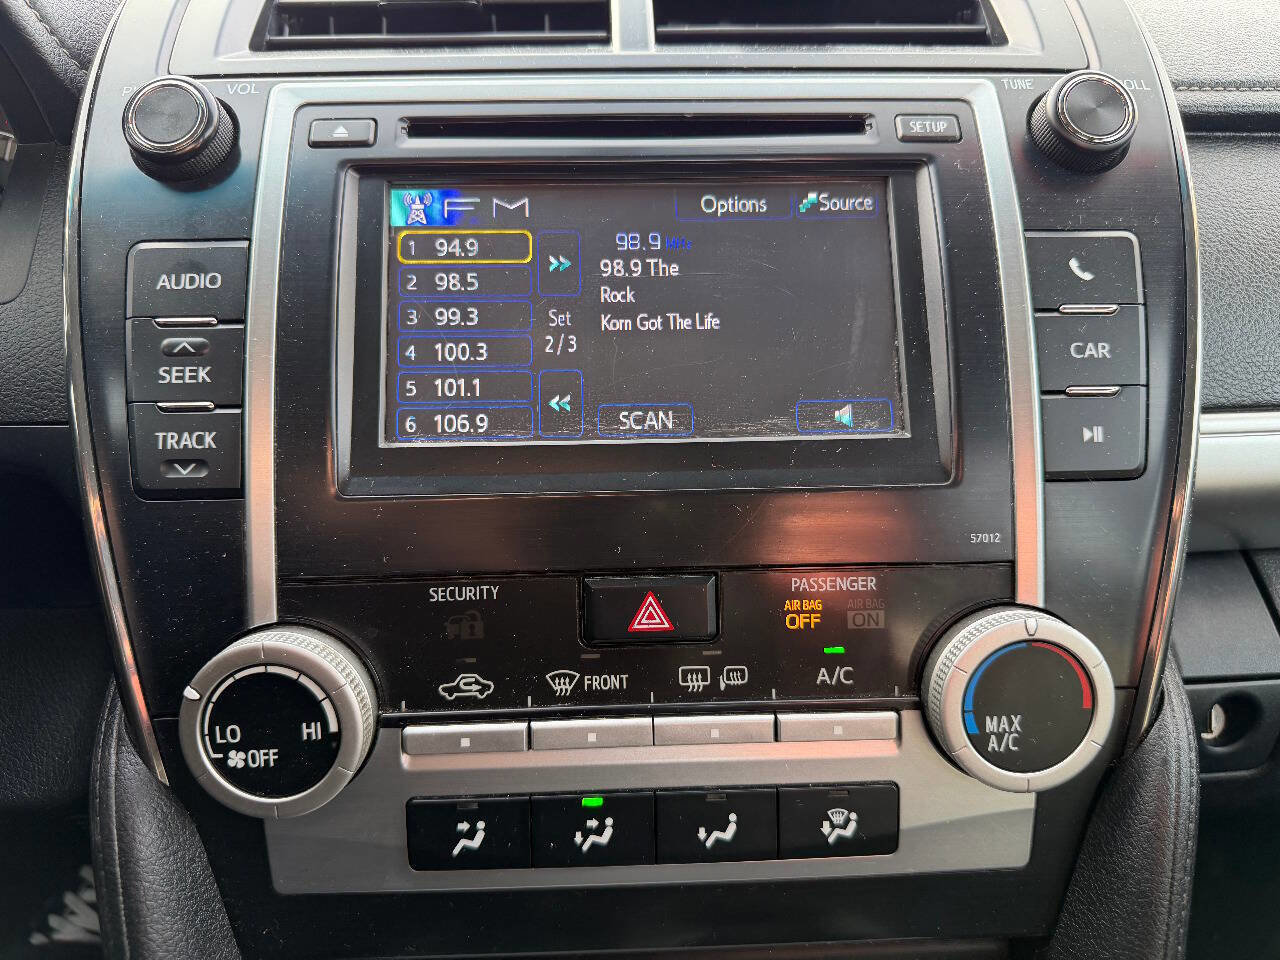 VOL
TUNE
SETUP
FM
Options
Source
1 94.9
2 98.5
3 99.3
4 100.3
5 101.1
6 106.9
Set
2/3
98.9 MHz
98.9 The
Rock
Korn Got The Life
SCAN
AUDIO
SEEK
TRACK
CAR
57012
SECURITY
PASSENGER
AIR BAG
OFF
AIR BAG
ON
FRONT
A/C
LO
HI
OFF
MAX
A/C